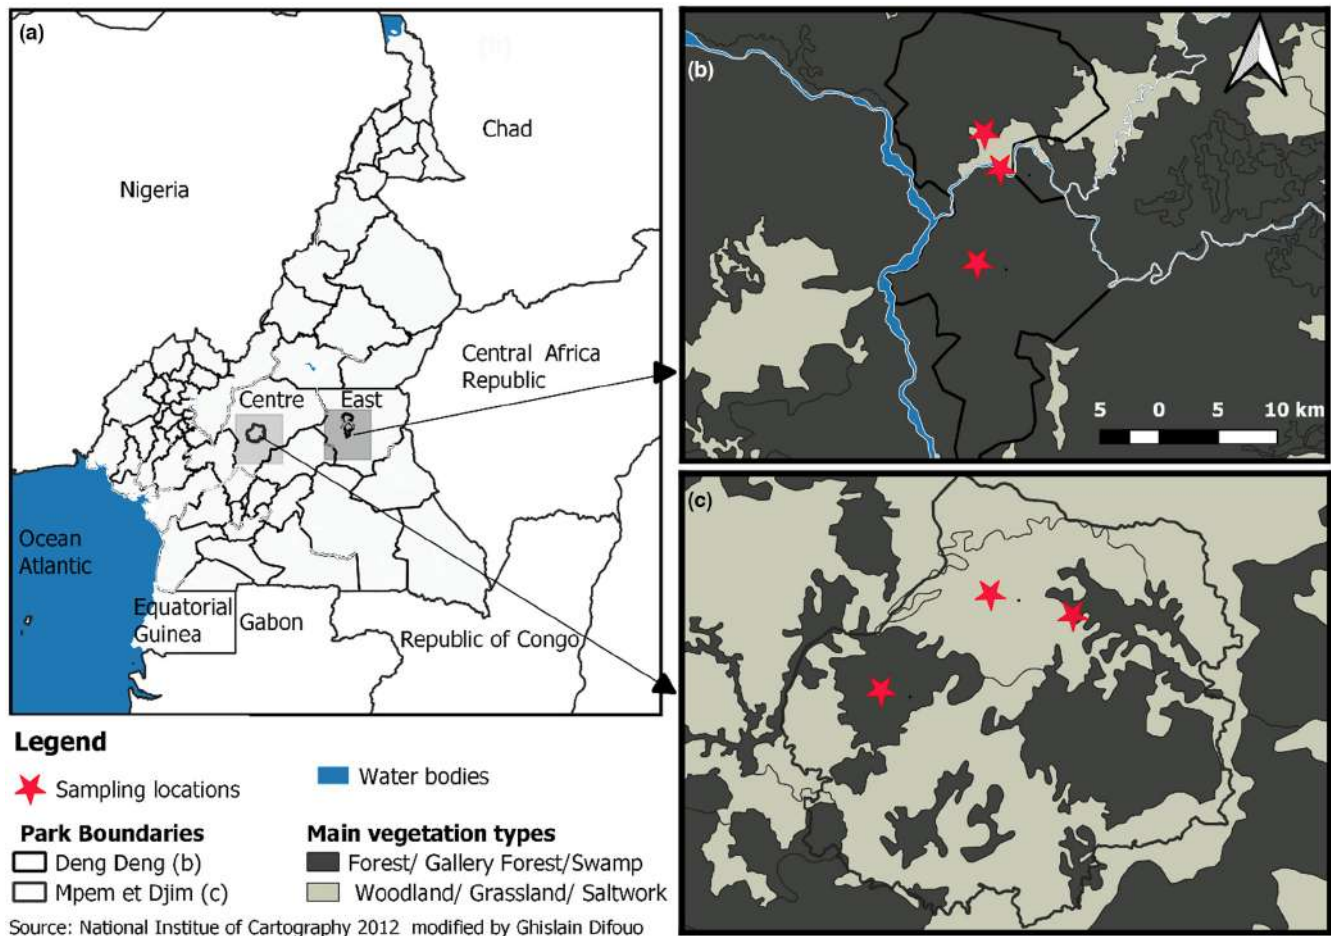 (a)
Chad
Nigeria
Central Africa
Republic
Centre
East
Ocean
Atlantic
Equatorial
Guinea
Gabon
Republic of Congo
(b)
5 0 5 10 km
(c)
Legend
Sampling locations
Water bodies
Park Boundaries
Deng Deng (b)
Mpem et Djim (c)
Main vegetation types
Forest/ Gallery Forest/Swamp
Woodland/ Grassland/ Saltwork
Source: National Institue of Cartography 2012 modified by Ghislain Difouo